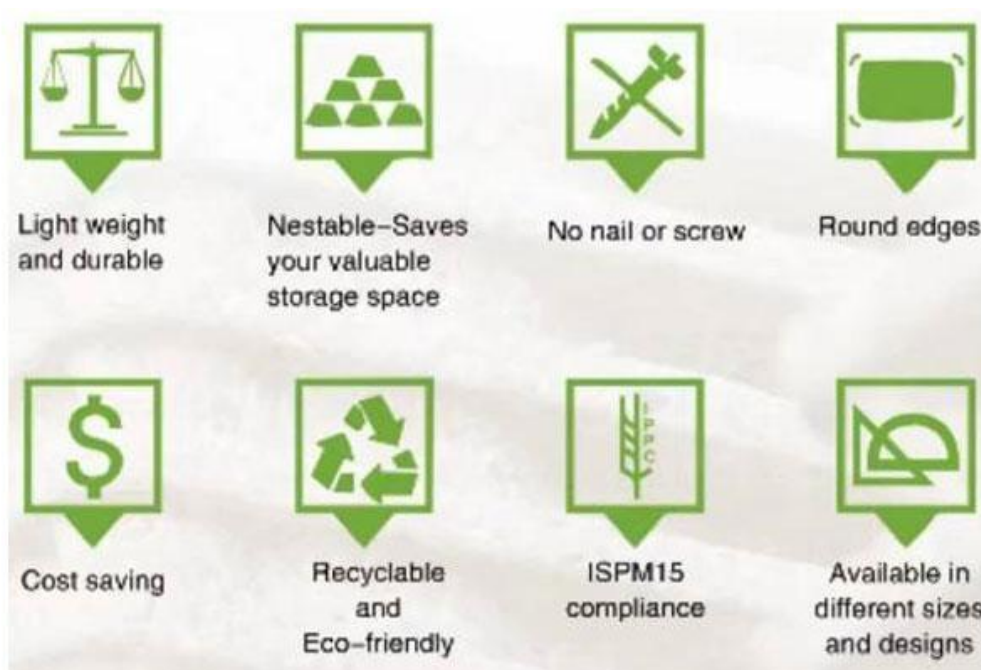 Light weight
and durable
Nestable–Saves
your valuable
storage space
No nail or screw
Round edges
$
Cost saving
Recyclable
and
Eco–friendly
IPPC
ISPM15
compliance
Available in
different sizes
and designs